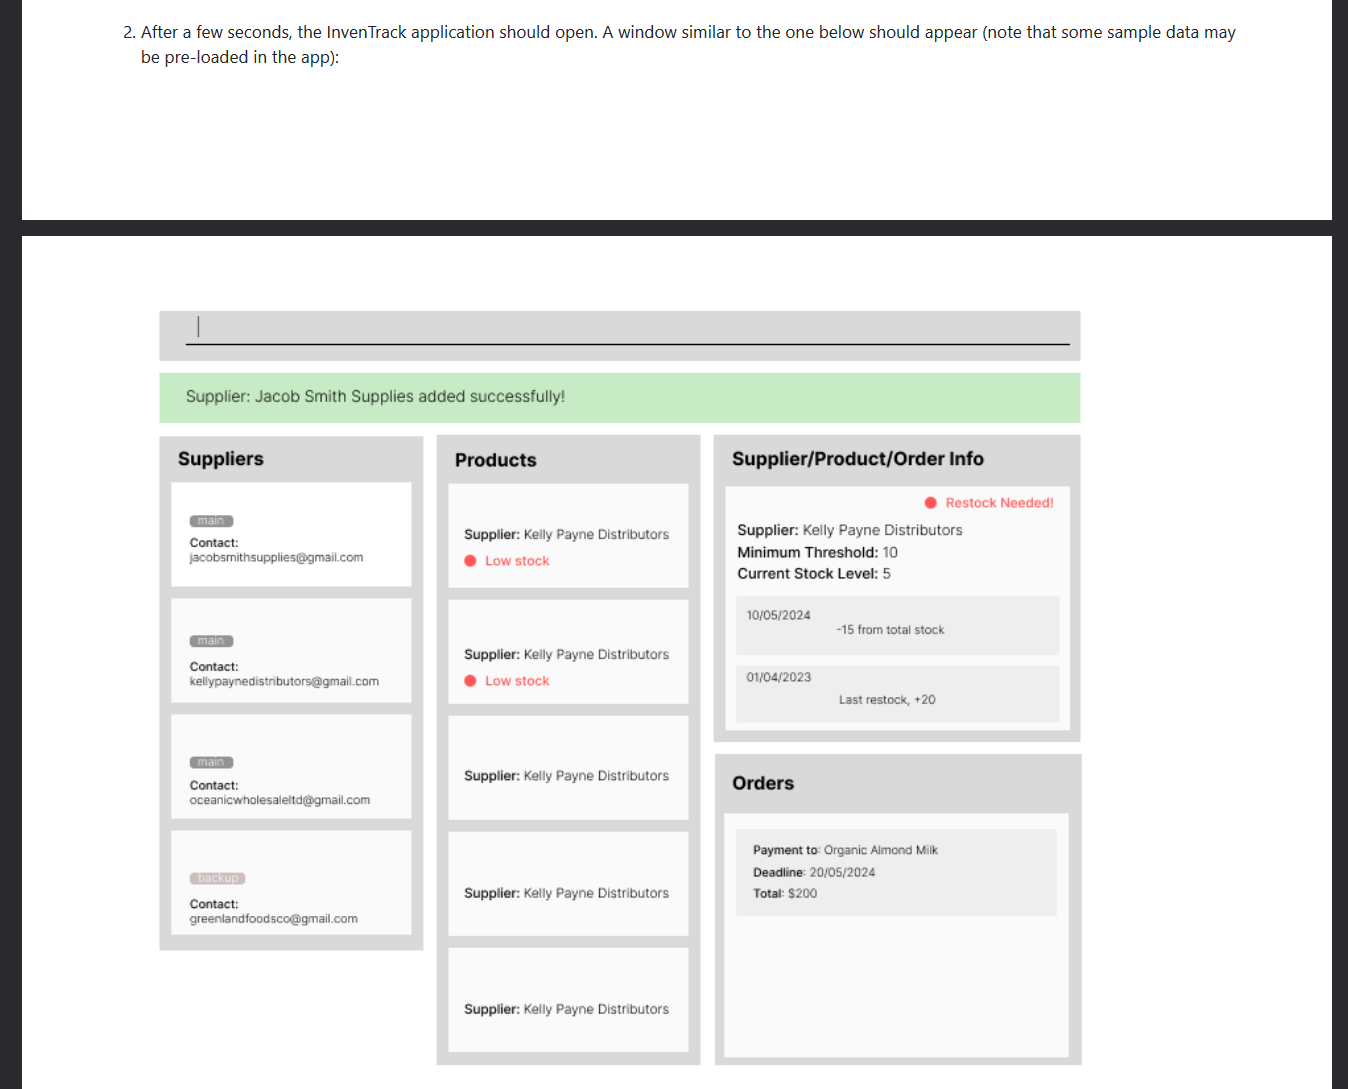 2. After a few seconds, the InvenTrack application should open. A window similar to the one below should appear (note that some sample data may
be pre-loaded in the app):
Supplier: Jacob Smith Supplies added successfully!
Suppliers
main
Contact:
jacobsmithsupplies@gmail.com
main
Contact:
kellypaynedistributors@gmail.com
main
Contact:
oceanicwholesaleltd@gmail.com
backup
Contact:
greenlandfoodsco@gmail.com
Products
Supplier: Kelly Payne Distributors
Low stock
Supplier: Kelly Payne Distributors
Low stock
Supplier: Kelly Payne Distributors
Supplier: Kelly Payne Distributors
Supplier: Kelly Payne Distributors
Supplier/Product/Order Info
Restock Needed!
Supplier: Kelly Payne Distributors
Minimum Threshold: 10
Current Stock Level: 5
10/05/2024
-15 from total stock
01/04/2023
Last restock, +20
Orders
Payment to: Organic Almond Milk
Deadline: 20/05/2024
Total: $200